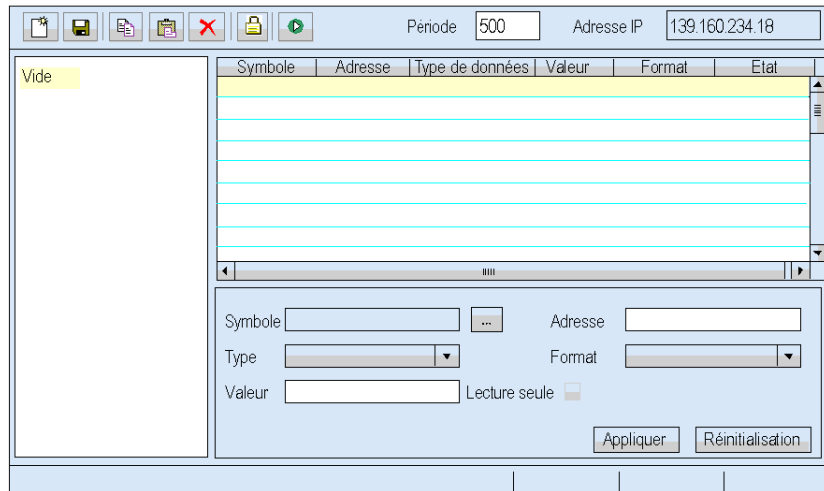 Période 500 Adresse IP 139.160.234.18
Vide
Symbole Adresse Type de données Valeur Format Etat
Symbole ... Adresse
Type Format
Valeur Lecture seule
Appliquer Réinitialisation